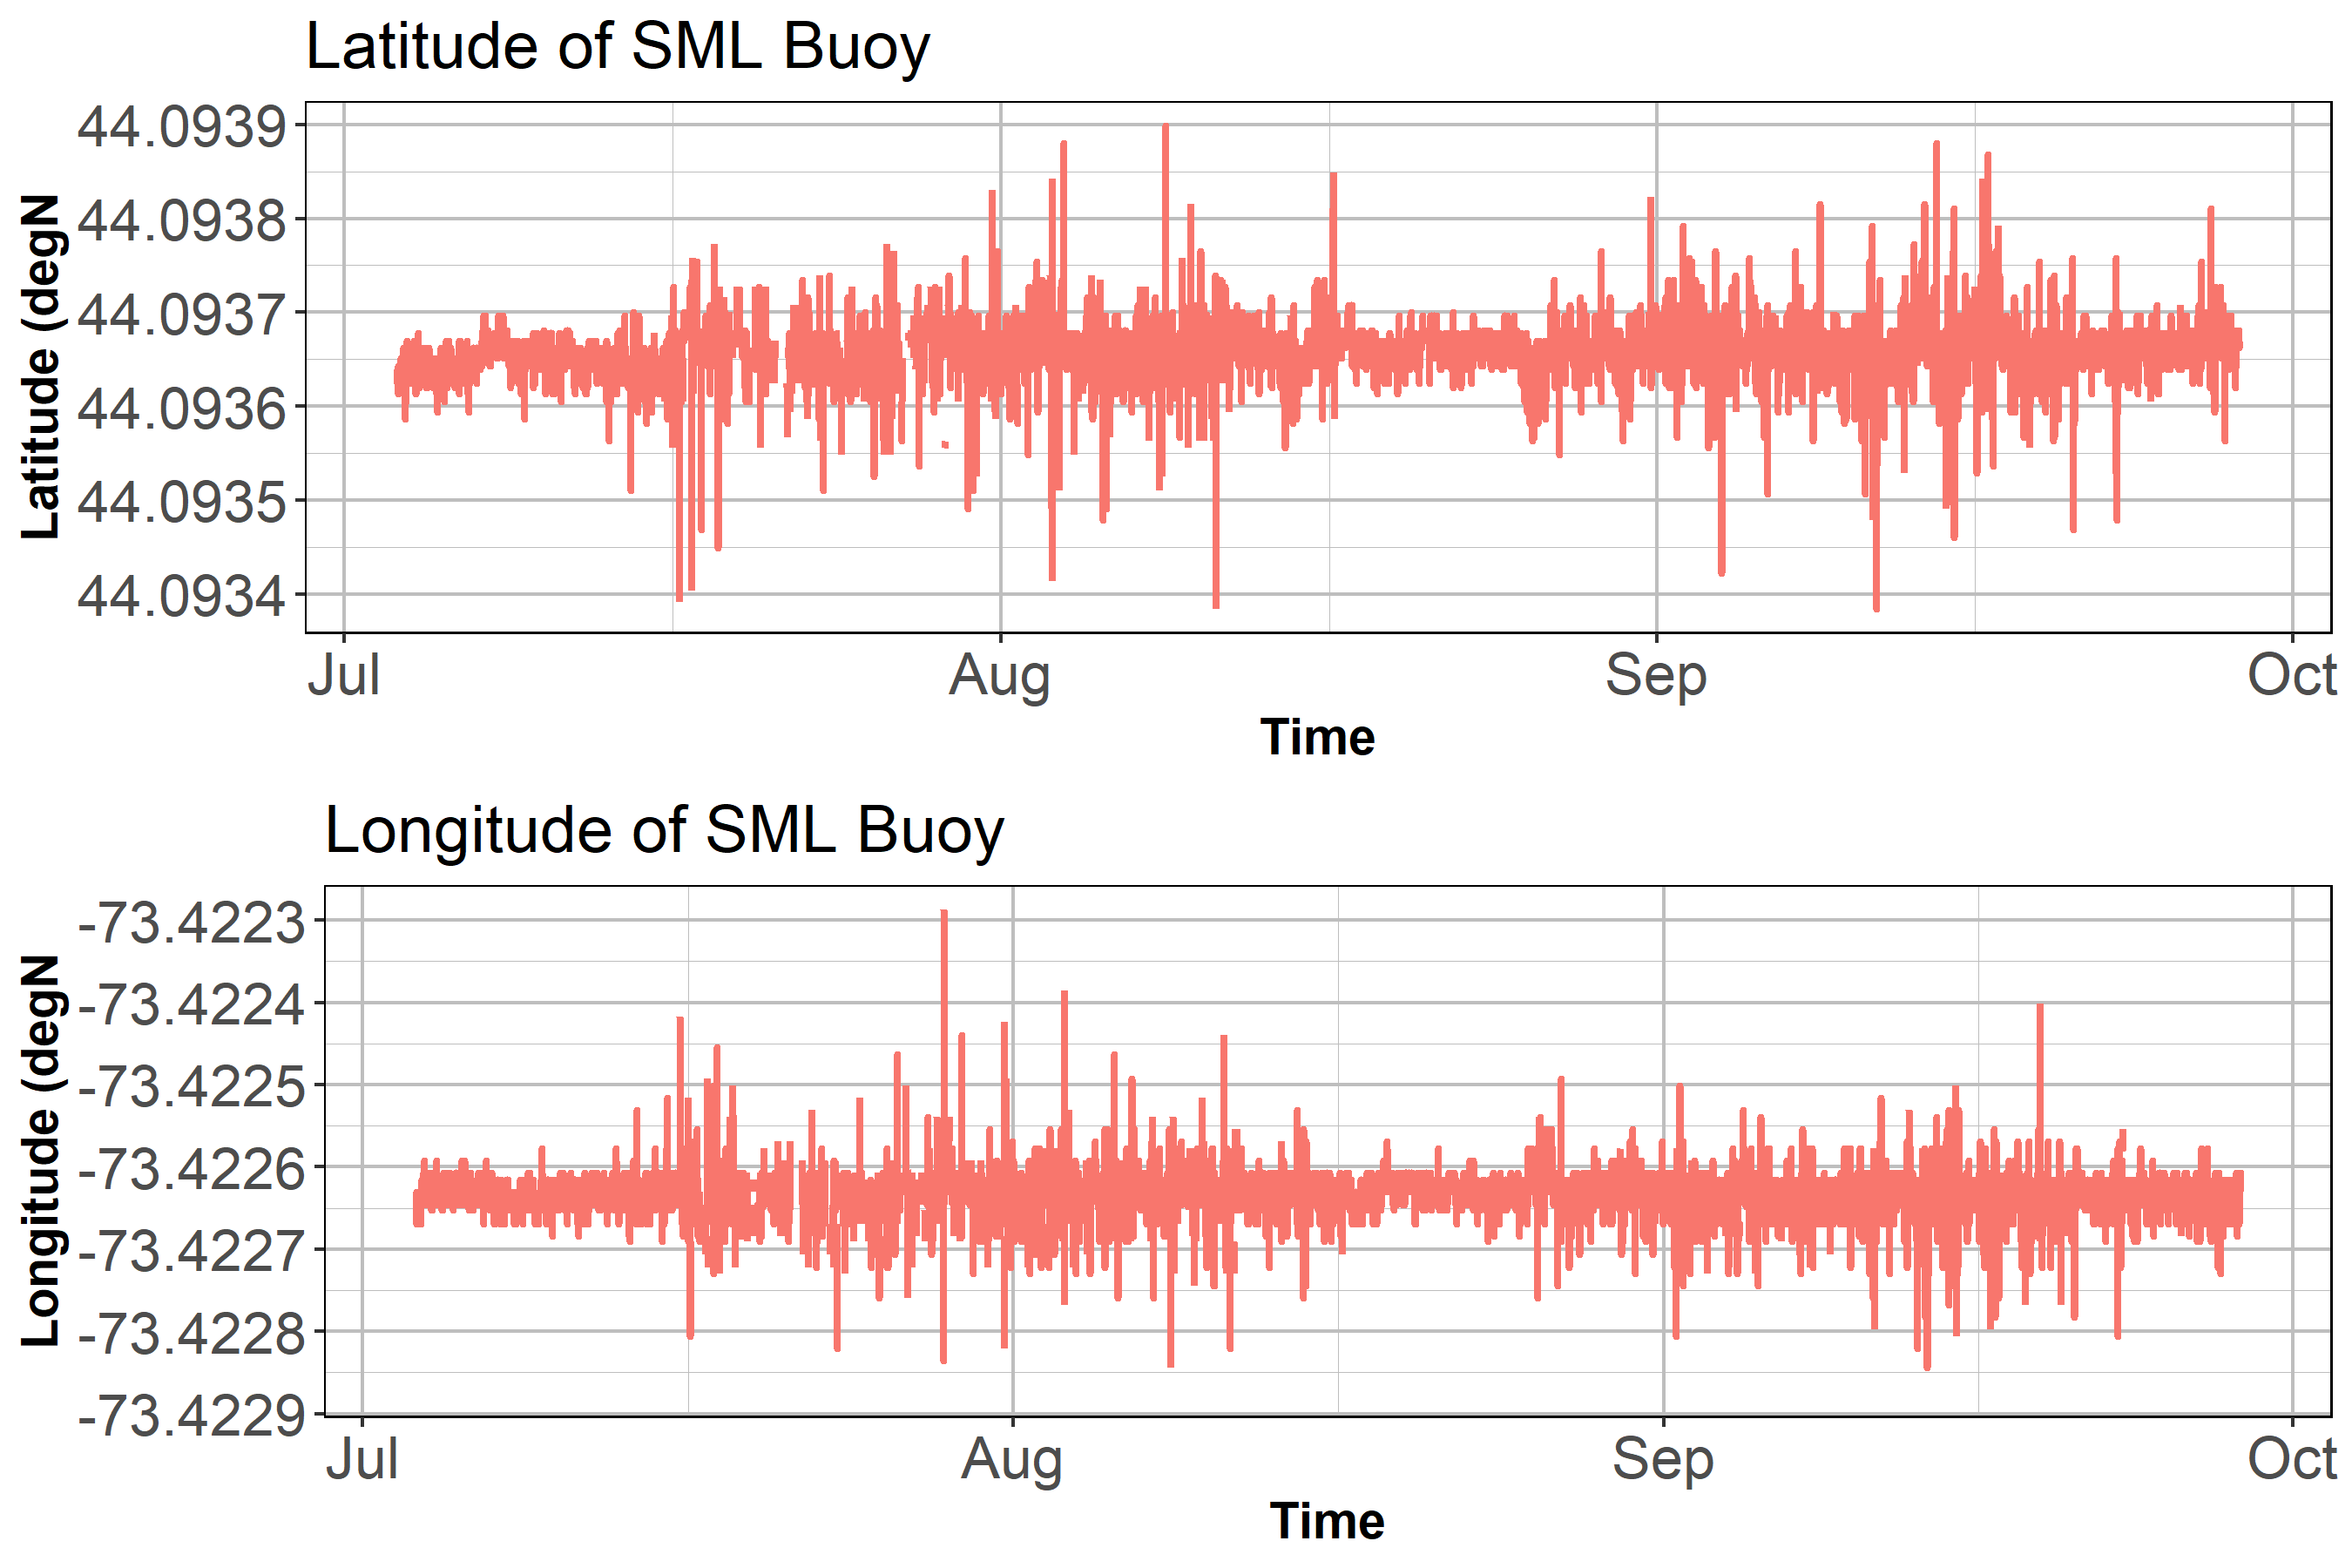 Latitude of SML Buoy
44.0939
44.0938
44.0937
44.0936
44.0935
44.0934
Latitude (degN
Jul Aug Sep Oct
Time
Longitude of SML Buoy
-73.4223
-73.4224
-73.4225
-73.4226
-73.4227
-73.4228
-73.4229
Longitude (degN
Jul Aug Sep Oct
Time